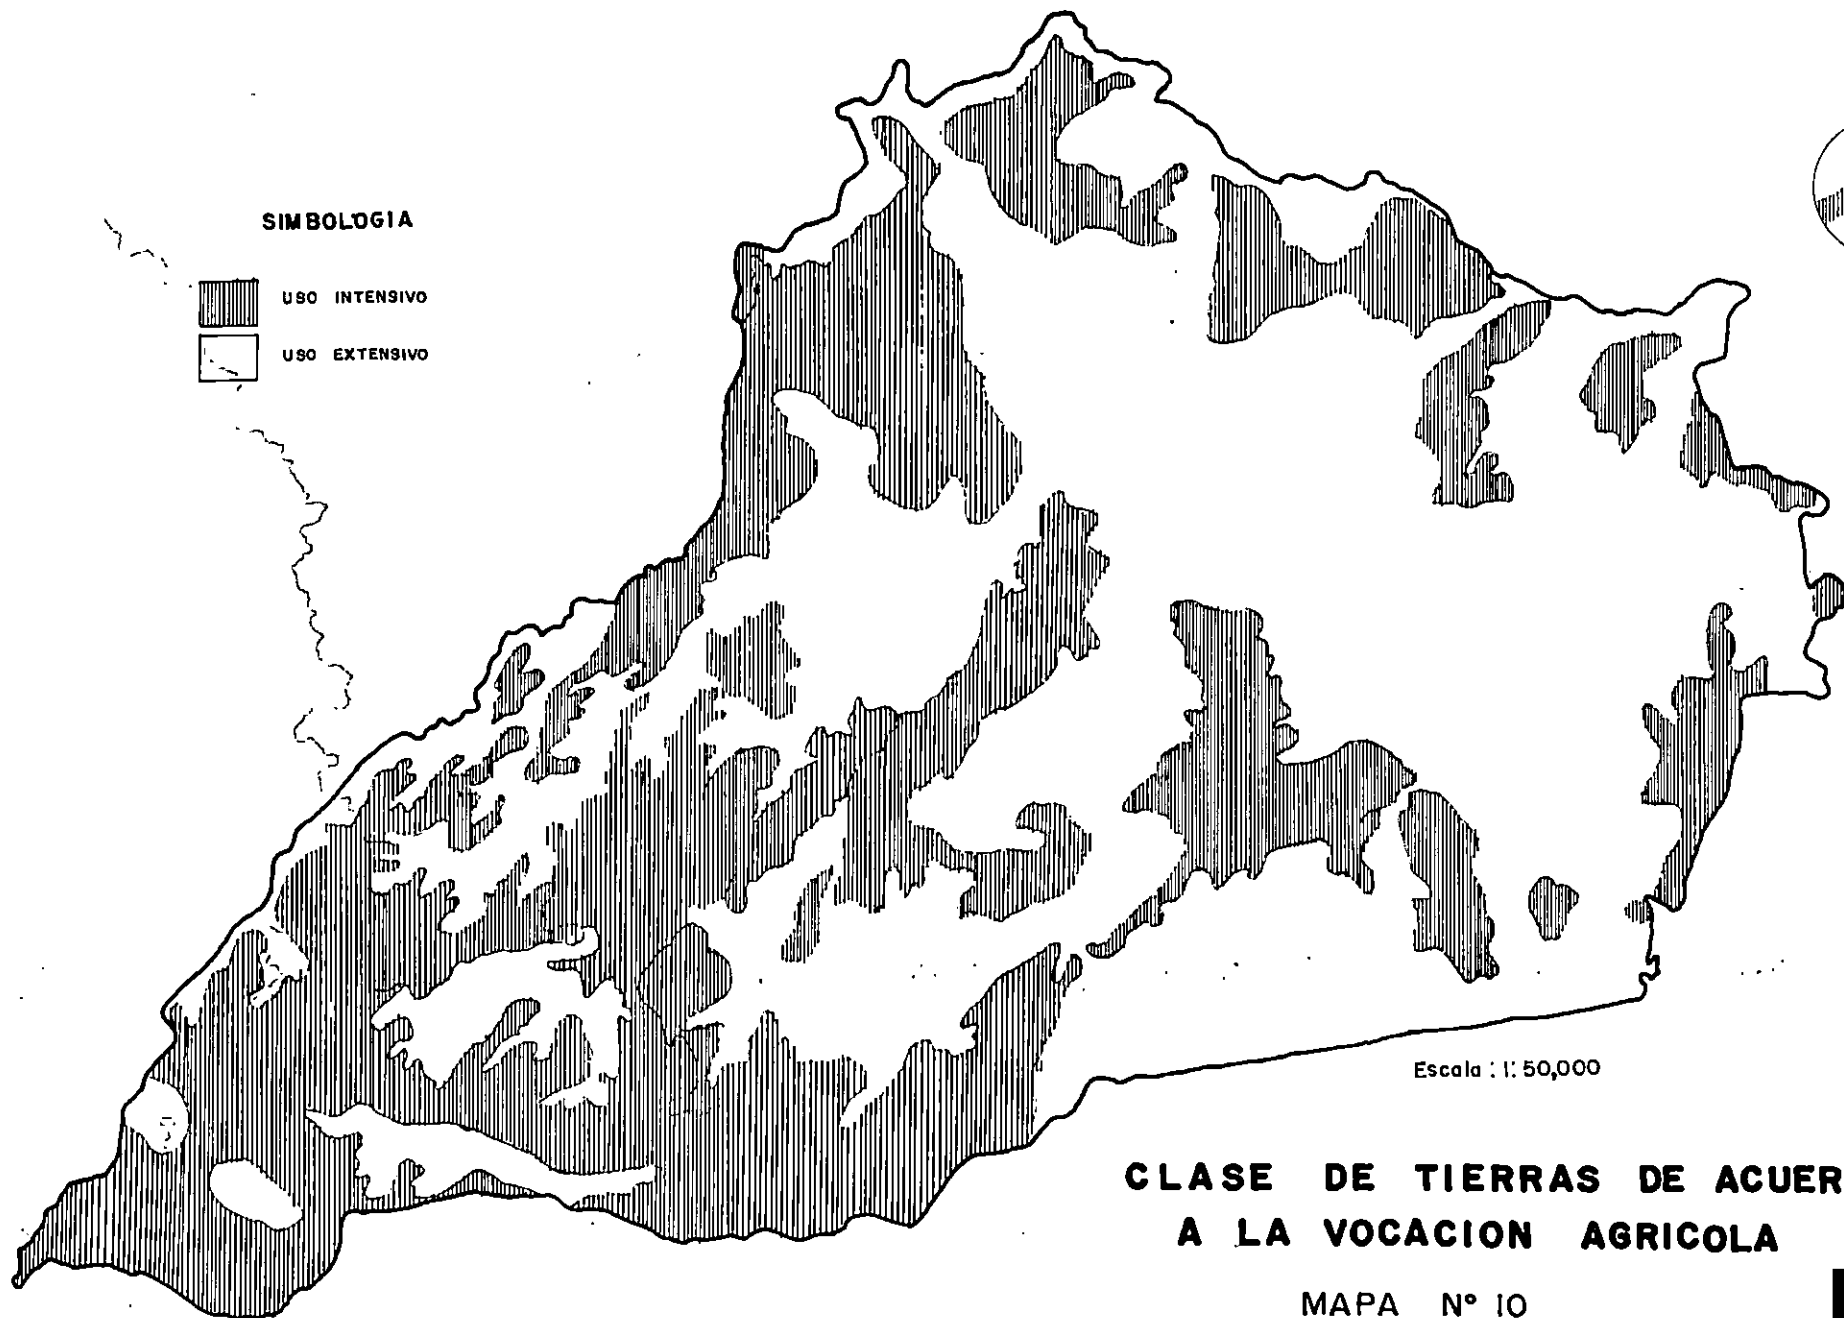 SIMBOLOGIA
USO INTENSIVO
USO EXTENSIVO
Escala : 1: 50,000
CLASE DE TIERRAS DE ACUER
A LA VOCACION AGRICOLA
MAPA N° 10